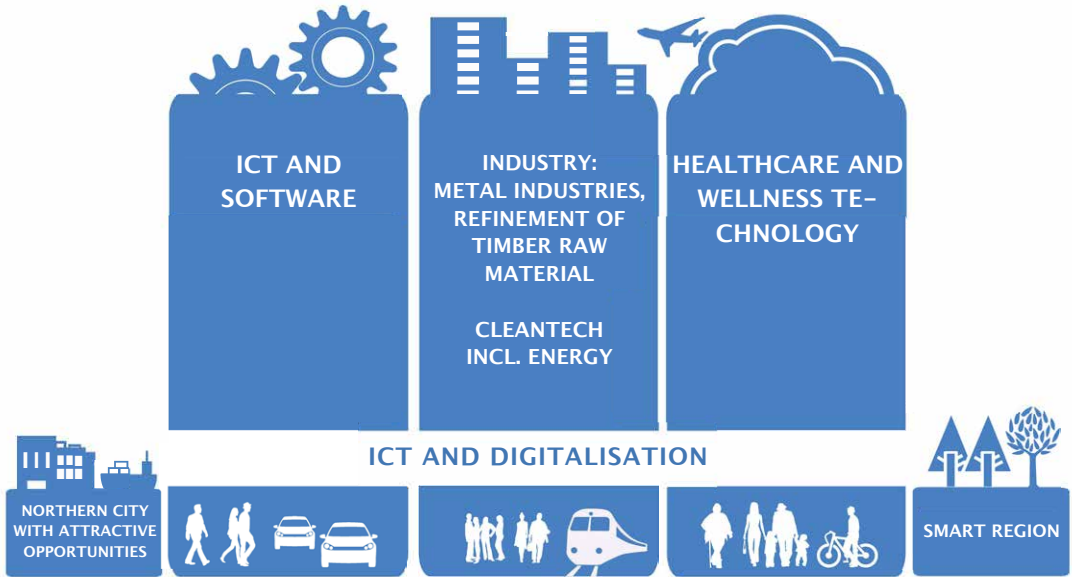 ICT AND
SOFTWARE
INDUSTRY:
METAL INDUSTRIES,
REFINEMENT OF
TIMBER RAW
MATERIAL
CLEANTECH
INCL. ENERGY
HEALTHCARE AND
WELLNESS TE-
CHNOLOGY
ICT AND DIGITALISATION
NORTHERN CITY
WITH ATTRACTIVE
OPPORTUNITIES
SMART REGION